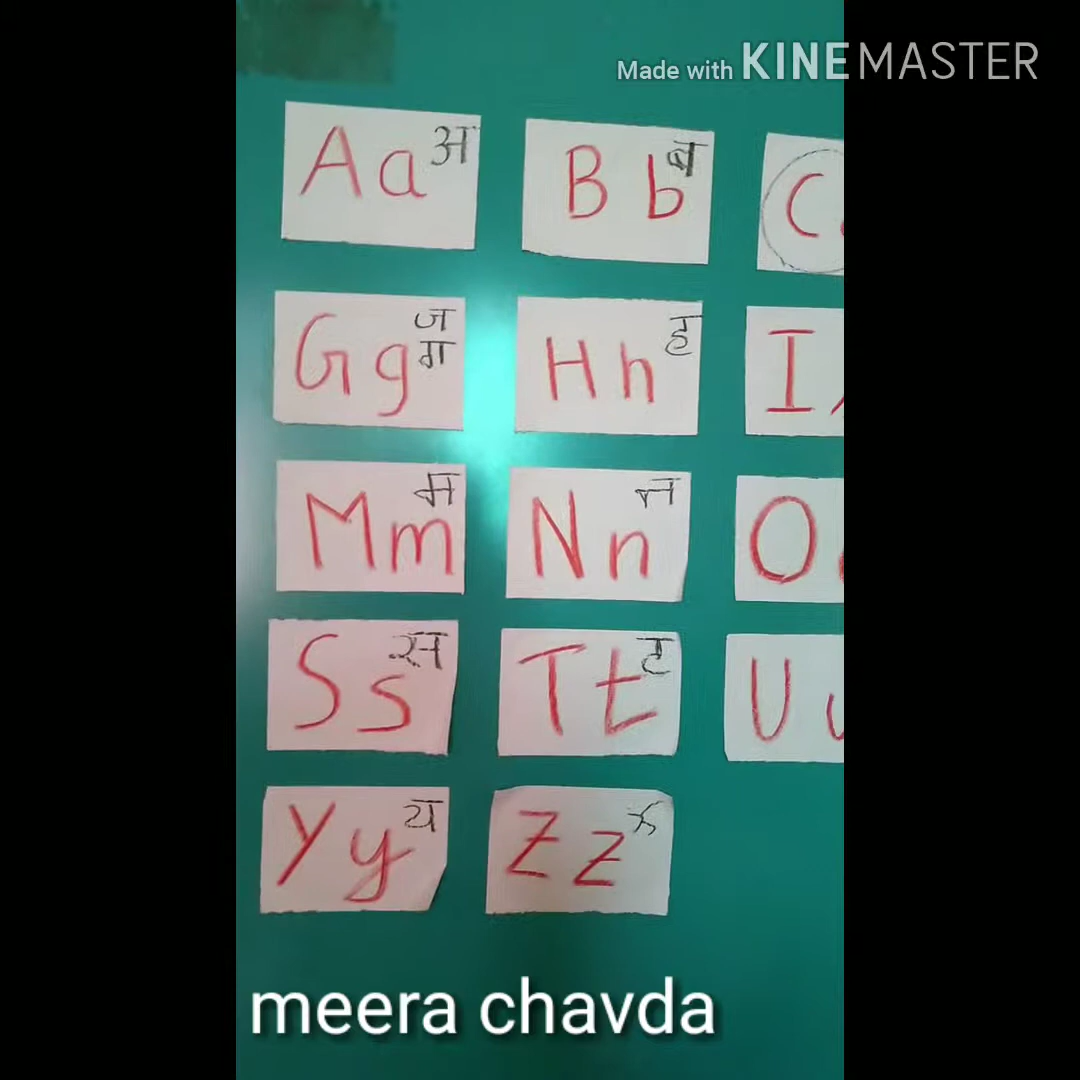 Made with KINEMASTER
Aa अ
Bb ब
C
Gg ज ग
Hh ह
I
Mm म
Nn न
O
Ss स
Tt ट
U
Yy य
Zz
meera chavda